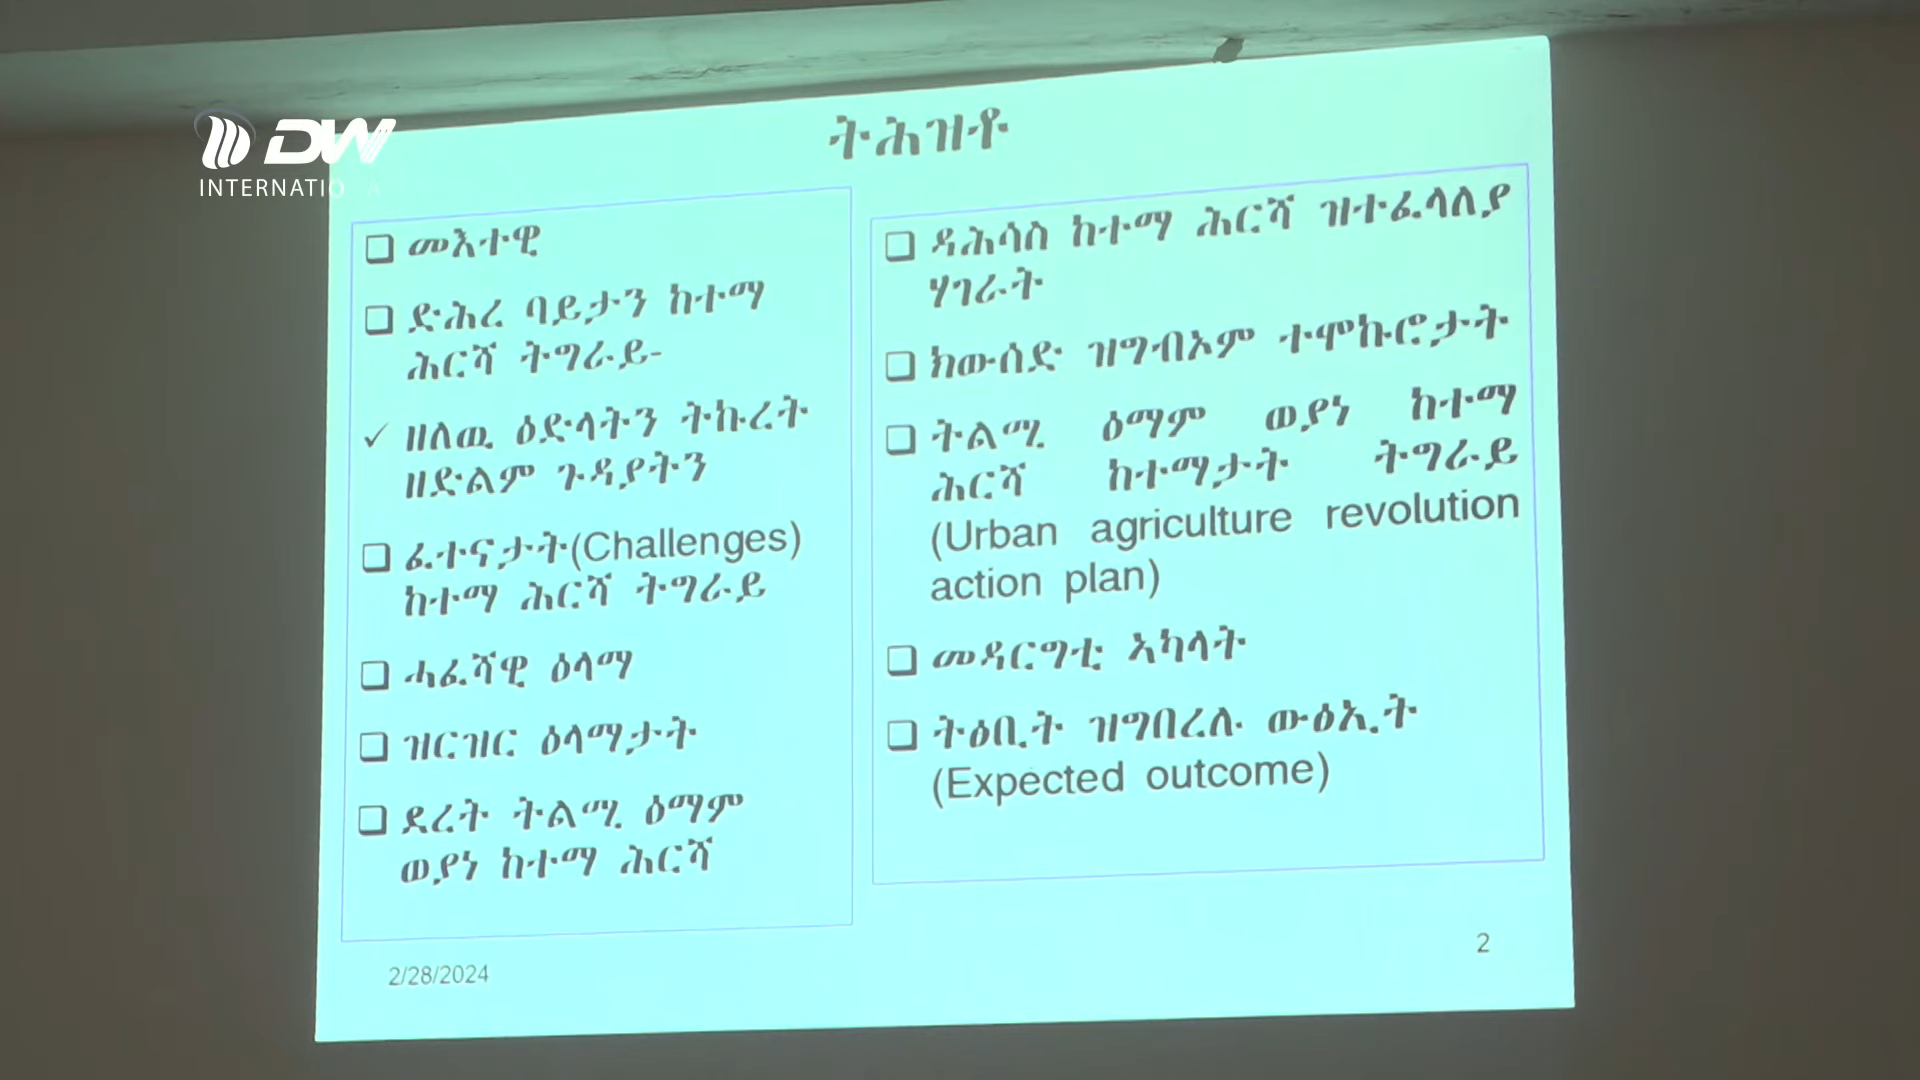 DW
INTERNATIO
ትሕዝቶ
❑ መእተዊ
❑ ድሕረ ባይታን ከተማ
ሕርሻ ትግራይ-
✓ ዘለዉ ዕድላትን ትኩረት
ዘድልም ጉዳያትን
❑ ፈተናታት(Challenges)
ከተማ ሕርሻ ትግራይ
❑ ሓፈሻዊ ዕላማ
❑ ዝርዝር ዕላማታት
❑ ደረት ትልሚ ዕማም
ወያነ ከተማ ሕርሻ
❑ ዳሕሳስ ከተማ ሕርሻ ዝተፈላለያ
ሃገራት
❑ ክውሰድ ዝግብኦም ተሞኩሮታት
❑ ትልሚ ዕማም ወያነ ከተማ
ሕርሻ ከተማታት ትግራይ
(Urban agriculture revolution
action plan)
❑ መዳርግቲ ኣካላት
❑ ትፅቢት ዝግበረሉ ውፅኢት
(Expected outcome)
2/28/2024
2